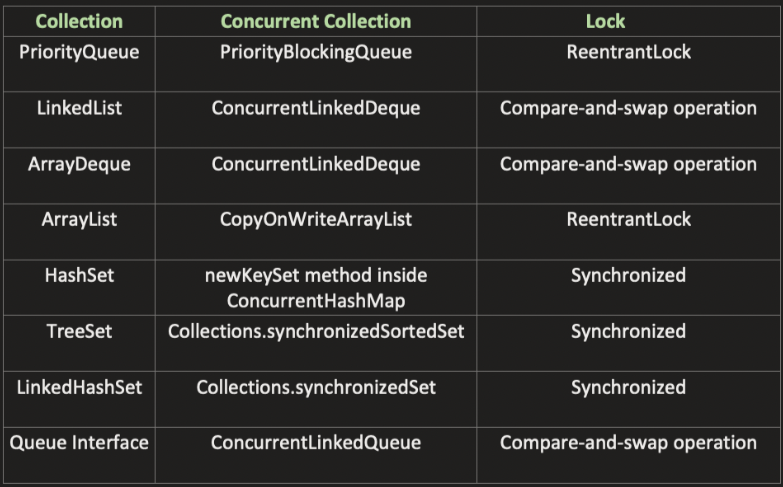 Collection Concurrent Collection Lock
PriorityQueue PriorityBlockingQueue ReentrantLock
LinkedList ConcurrentLinkedDeque Compare-and-swap operation
ArrayDeque ConcurrentLinkedDeque Compare-and-swap operation
ArrayList CopyOnWriteArrayList ReentrantLock
HashSet newKeySet method inside Synchronized
ConcurrentHashMap
TreeSet Collections.synchronizedSortedSet Synchronized
LinkedHashSet Collections.synchronizedSet Synchronized
Queue Interface ConcurrentLinkedQueue Compare-and-swap operation